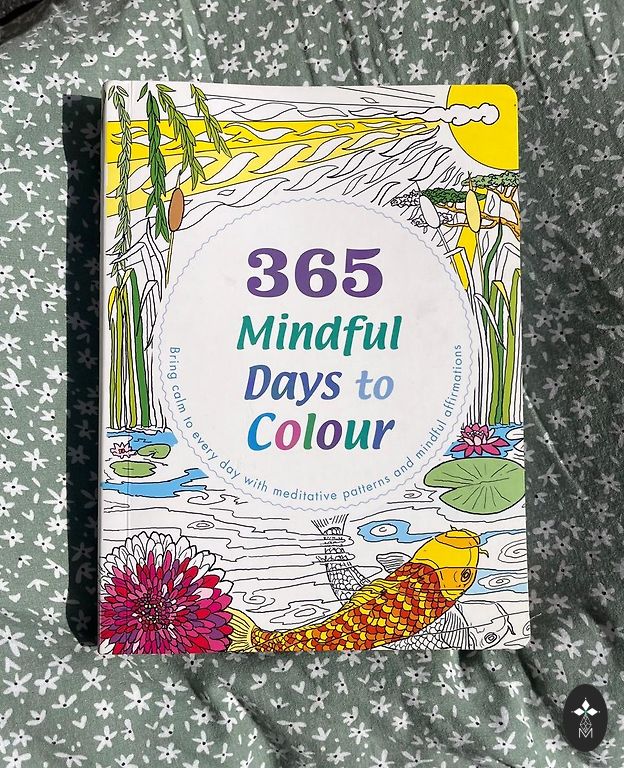 365
Mindful
Days to
Colour
Bring calm to every day with meditative patterns and mindful affirmations
M